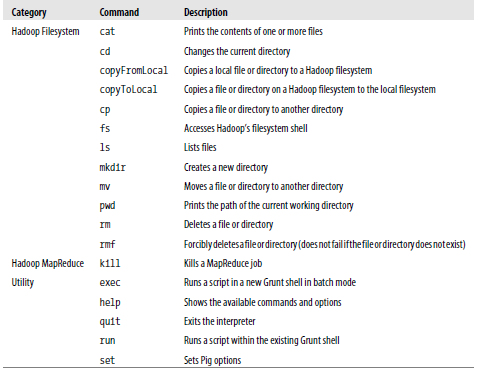 Category Command Description
Hadoop Filesystem cat Prints the contents of one or more files
cd Changes the current directory
copyFromLocal Copies a local file or directory to a Hadoop filesystem
copyToLocal Copies a file or directory on a Hadoop filesystem to the local filesystem
cp Copies a file or directory to another directory
fs Accesses Hadoop's filesystem shell
ls Lists files
mkdir Creates a new directory
mv Moves a file or directory to another directory
pwd Prints the path of the current working directory
rm Deletes a file or directory
rmf Forcibly deletes a file or directory (does not fail if the file or directory does not exist)
Hadoop MapReduce kill Kills a MapReduce job
Utility exec Runs a script in a new Grunt shell in batch mode
help Shows the available commands and options
quit Exits the interpreter
run Runs a script within the existing Grunt shell
set Sets Pig options